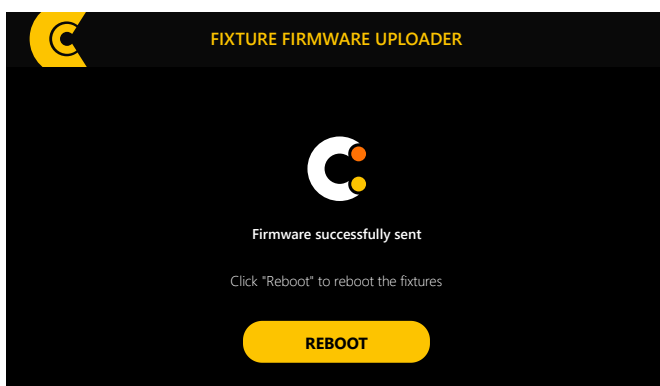 FIXTURE FIRMWARE UPLOADER
Firmware successfully sent
Click "Reboot" to reboot the fixtures
REBOOT